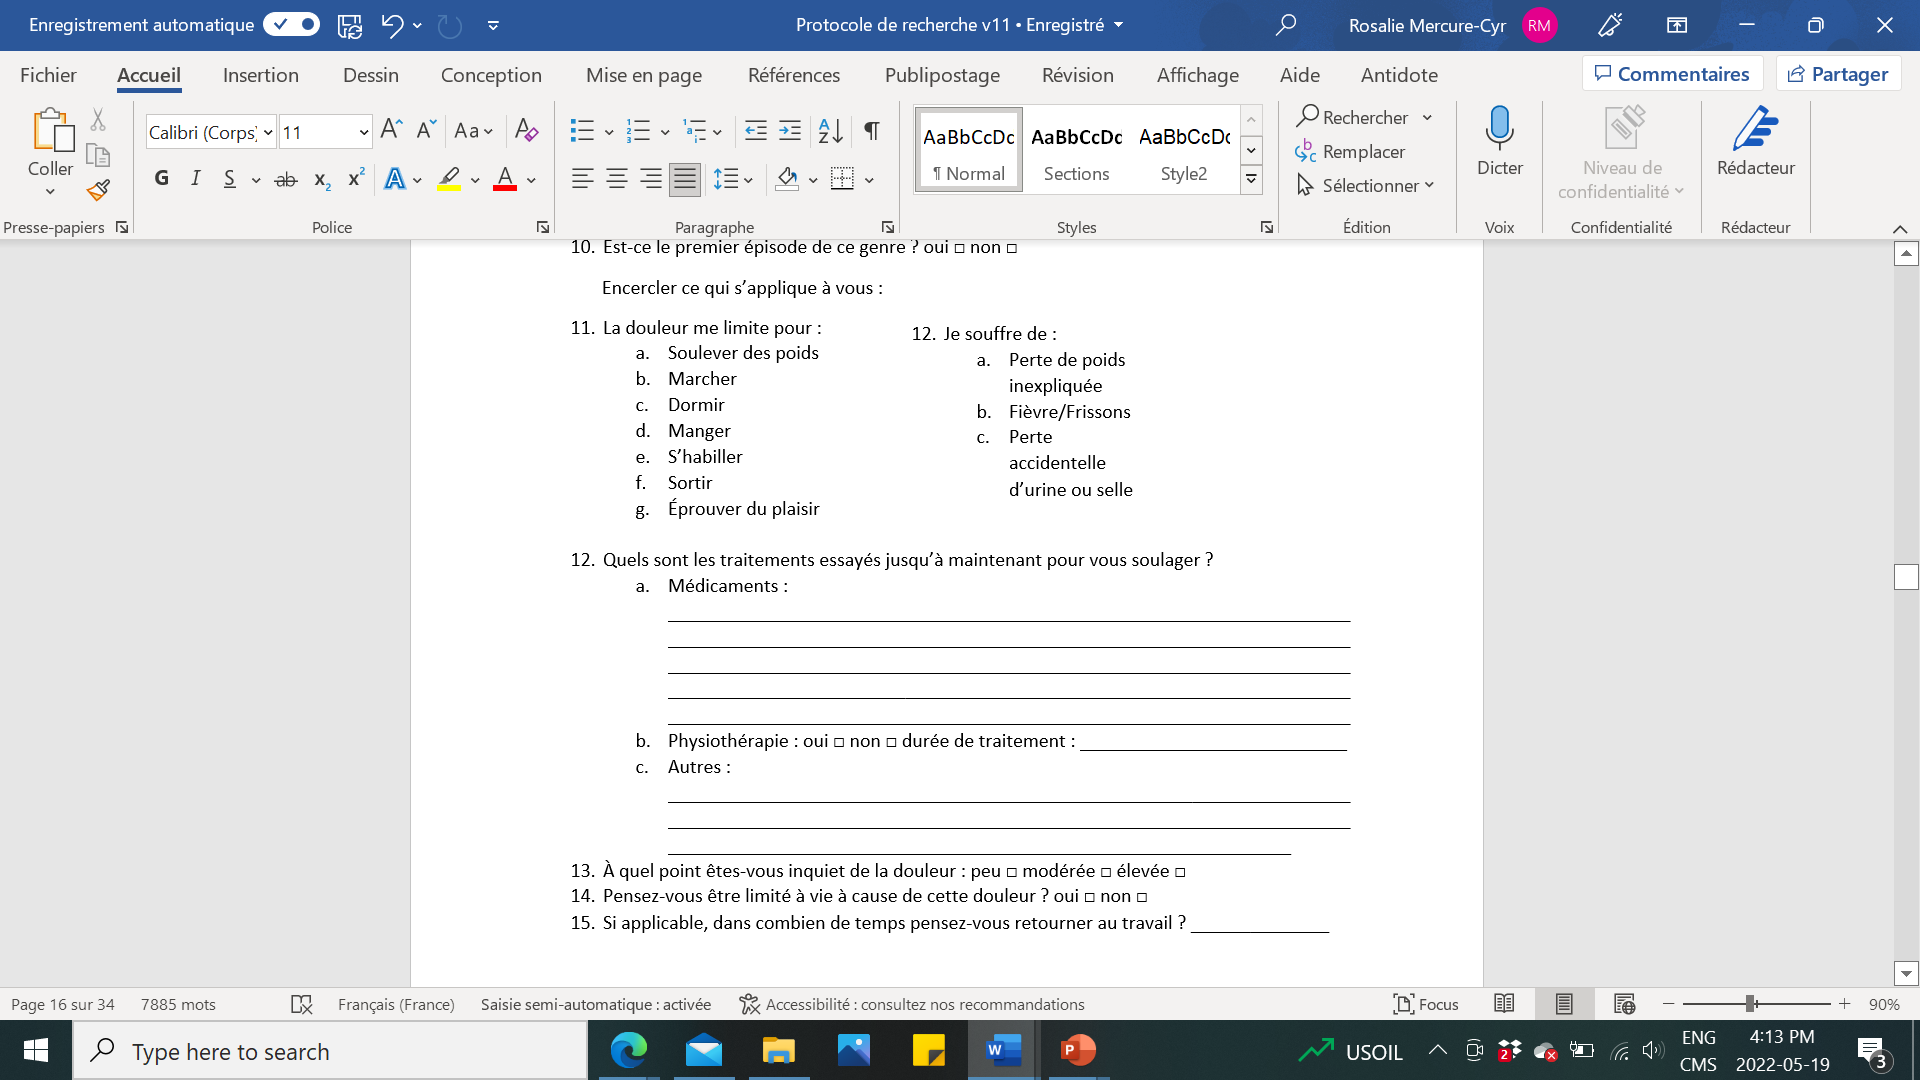 Enregistrement automatique
Protocole de recherche v11 • Enregistré
Rosalie Mercure-Cyr
RM
Fichier
Accueil
Insertion
Dessin
Conception
Mise en page
Références
Publipostage
Révision
Affichage
Aide
Antidote
Commentaires
Partager
Coller
Calibri (Corps)
11
Aa
G I S ab x₂ x²
AaBbCcDc
¶ Normal
AaBbCcDc
Sections
AaBbCcDc
Style2
Rechercher
Remplacer
Sélectionner
Dicter
Niveau de
confidentialité
Rédacteur
Presse-papiers
Police
Paragraphe
Styles
Édition
Voix
Confidentialité
Rédacteur
10. Est-ce le premier épisode de ce genre ? oui □ non □
Encercler ce qui s’applique à vous :
11. La douleur me limite pour :
a. Soulever des poids
b. Marcher
c. Dormir
d. Manger
e. S’habiller
f. Sortir
g. Éprouver du plaisir
12. Je souffre de :
a. Perte de poids
inexpliquée
b. Fièvre/Frissons
c. Perte
accidentelle
d’urine ou selle
12. Quels sont les traitements essayés jusqu’à maintenant pour vous soulager ?
a. Médicaments :
b. Physiothérapie : oui □ non □ durée de traitement : ____________
c. Autres :
13. À quel point êtes-vous inquiet de la douleur : peu □ modérée □ élevée □
14. Pensez-vous être limité à vie à cause de cette douleur ? oui □ non □
15. Si applicable, dans combien de temps pensez-vous retourner au travail ? ____________
Page 16 sur 34
7885 mots
Français (France)
Saisie semi-automatique : activée
Accessibilité : consultez nos recommandations
Focus
90%
Type here to search
USOIL
2
ENG
CMS
4:13 PM
2022-05-19
3